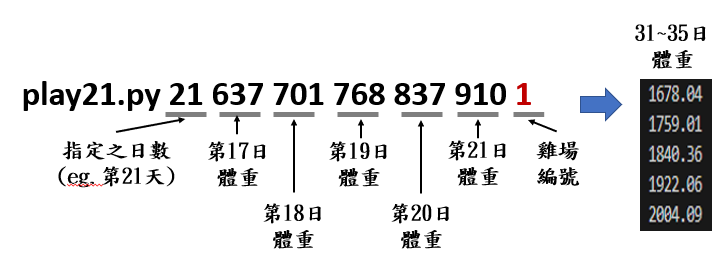 31~35日
體重
play21.py 21 637 701 768 837 910 1
指定之日數
(eg. 第21天)
第17日
體重
第18日
體重
第19日
體重
第20日
體重
第21日
體重
雞場
編號
1678.04
1759.01
1840.36
1922.06
2004.09